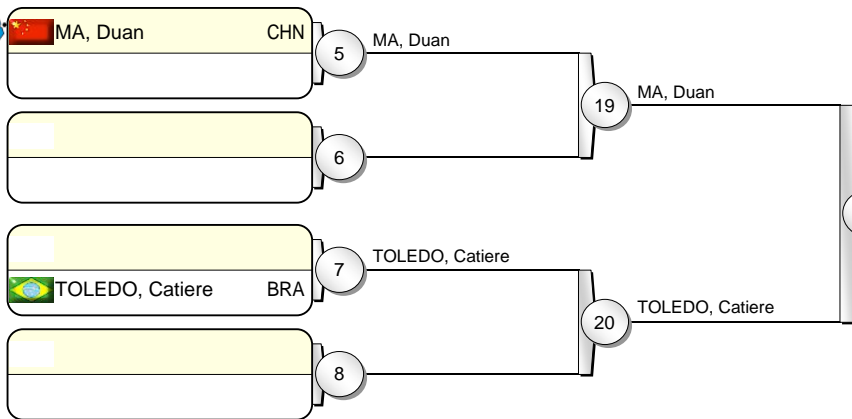 MA, Duan CHN
5
MA, Duan
19
MA, Duan
6
7
TOLEDO, Catiere
TOLEDO, Catiere BRA
20
TOLEDO, Catiere
8